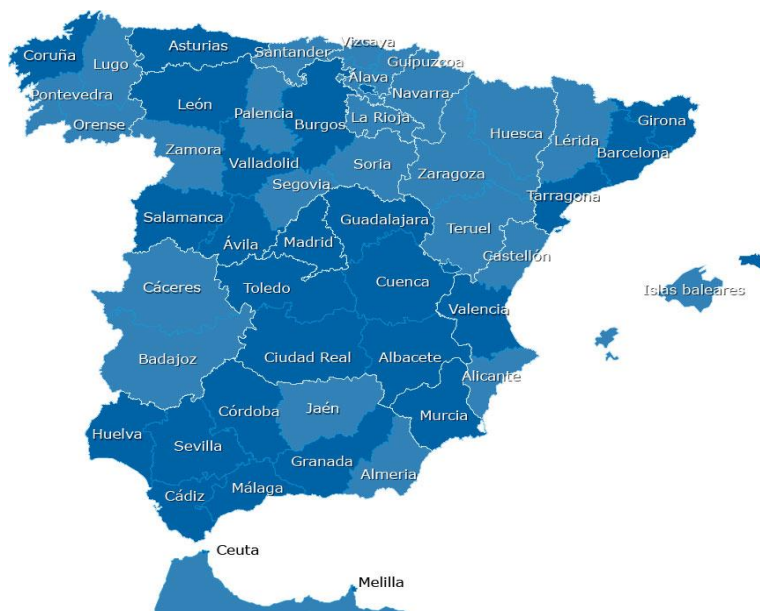 Asturias
Coruña
Lugo
Santander
Vizcaya
Guipuzcoa
Álava
Navarra
Pontevedra
León
Palencia
Burgos
La Rioja
Orense
Huesca
Lérida
Girona
Zamora
Valladolid
Soria
Zaragoza
Barcelona
Segovia
Tarragona
Salamanca
Guadalajara
Teruel
Ávila
Madrid
Castellón
Cáceres
Toledo
Cuenca
Islas baleares
Valencia
Badajoz
Ciudad Real
Albacete
Alicante
Jaén
Córdoba
Murcia
Huelva
Sevilla
Granada
Almeria
Málaga
Cádiz
Ceuta
Melilla